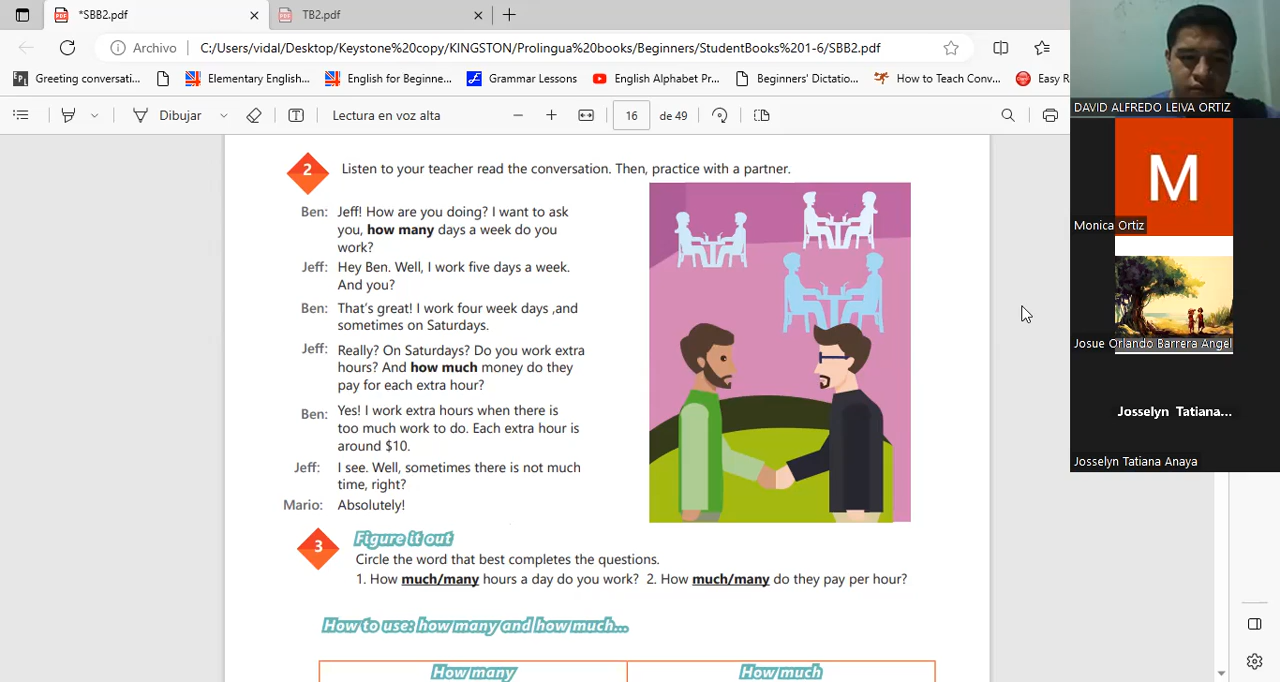 *SBB2.pdf
TB2.pdf
Archivo
C:/Users/vidal/Desktop/Keystone%20copy/KINGSTON/Prolingua%20books/Beginners/StudentBooks%201-6/SBB2.pdf
Greeting conversati...
Elementary English...
English for Beginne...
Grammar Lessons
English Alphabet Pr...
Beginners' Dictatio...
How to Teach Conv...
Easy R
Dibujar
Lectura en voz alta
16
de 49
2
Listen to your teacher read the conversation. Then, practice with a partner.
Ben: Jeff! How are you doing? I want to ask
you, how many days a week do you
work?
Jeff: Hey Ben. Well, I work five days a week.
And you?
Ben: That's great! I work four week days ,and
sometimes on Saturdays.
Jeff: Really? On Saturdays? Do you work extra
hours? And how much money do they
pay for each extra hour?
Ben: Yes! I work extra hours when there is
too much work to do. Each extra hour is
around $10.
Jeff: I see. Well, sometimes there is not much
time, right?
Mario: Absolutely!
3
Figure it out
Circle the word that best completes the questions.
1. How much/many hours a day do you work? 2. How much/many do they pay per hour?
How to use: how many and how much...
How many
How much
DAVID ALFREDO LEIVA ORTIZ
M
Monica Ortiz
Josue Orlando Barrera Angel
Josselyn Tatiana...
Josselyn Tatiana Anaya